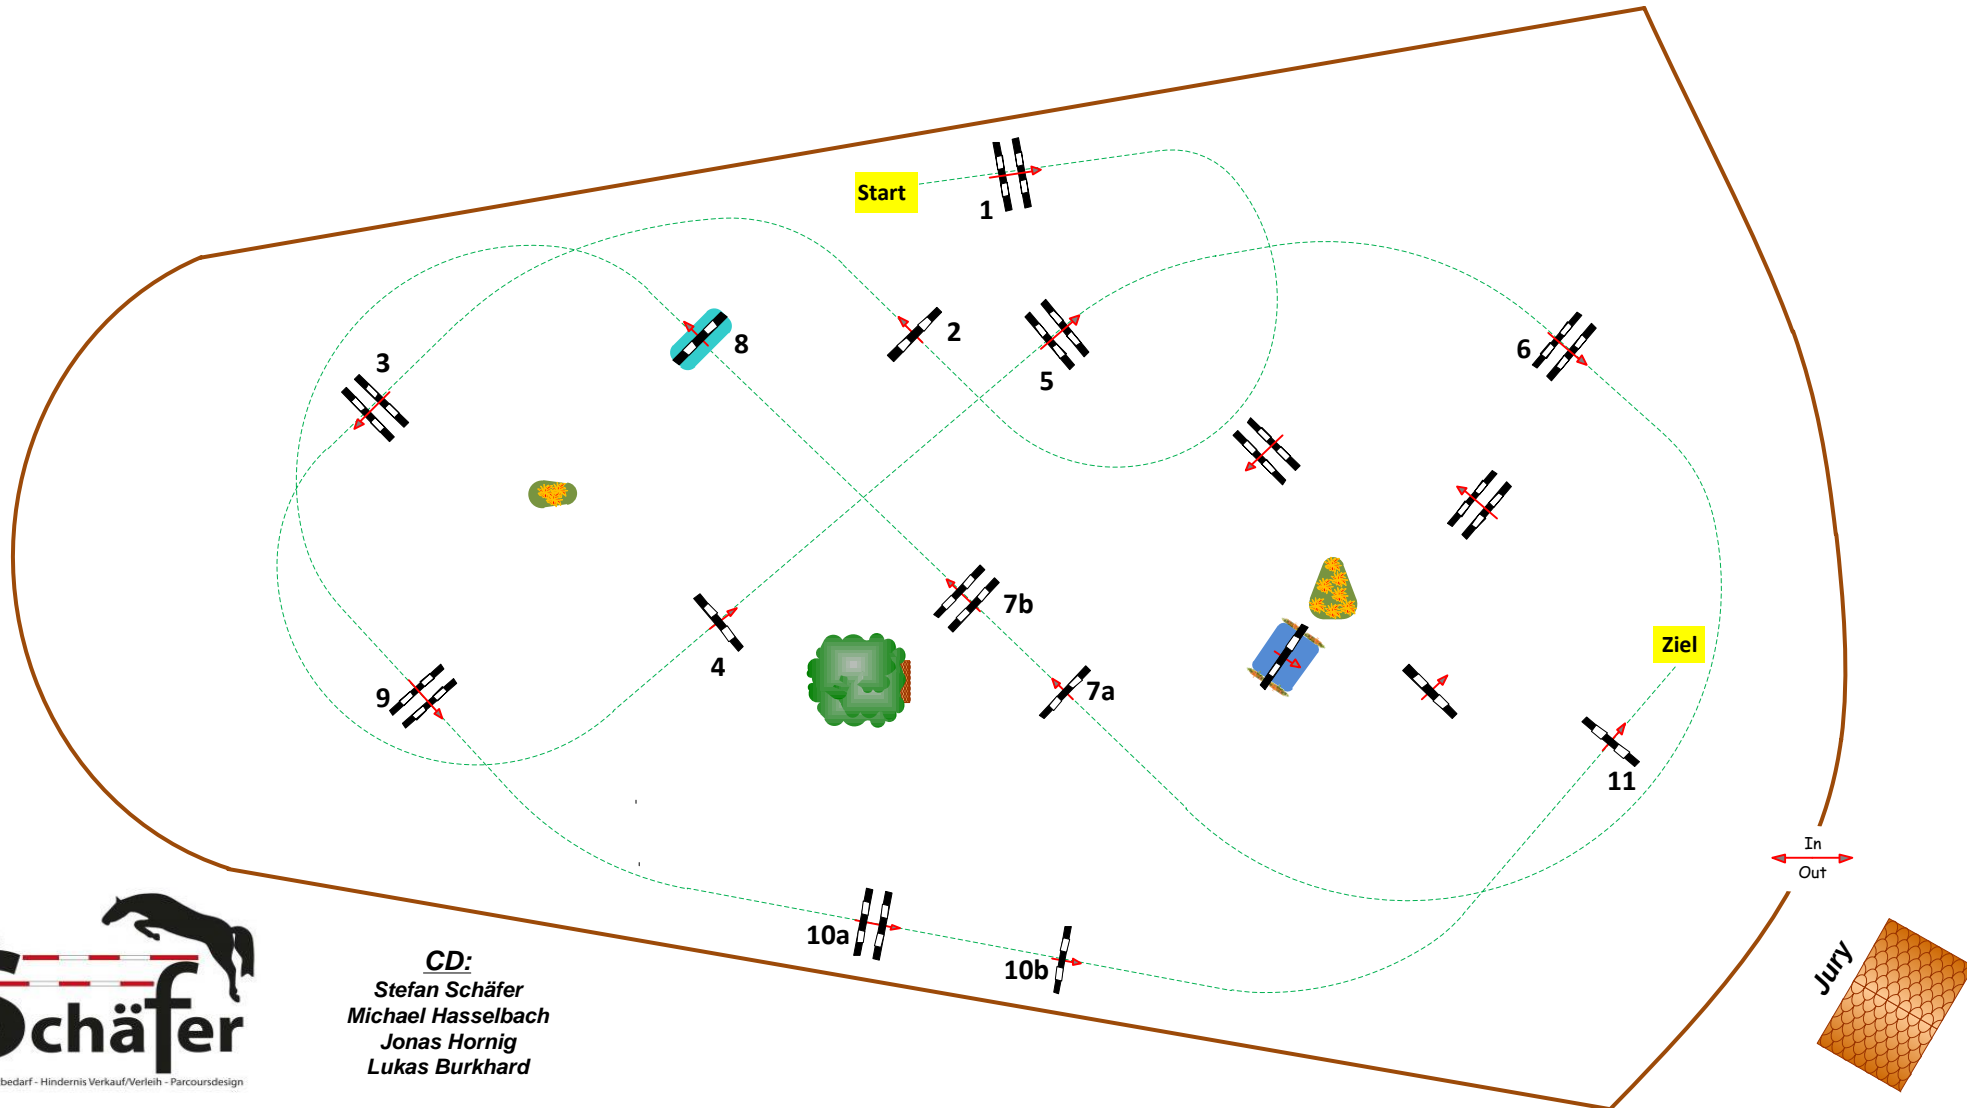 Start
1
2
3
8
5
6
7b
4
7a
9
Ziel
11
10a
10b
In
Out
Jury
Schäfer
bedarf - Hindernis Verkauf/Verleih - Parcoursdesign
CD:
Stefan Schäfer
Michael Hasselbach
Jonas Hornig
Lukas Burkhard